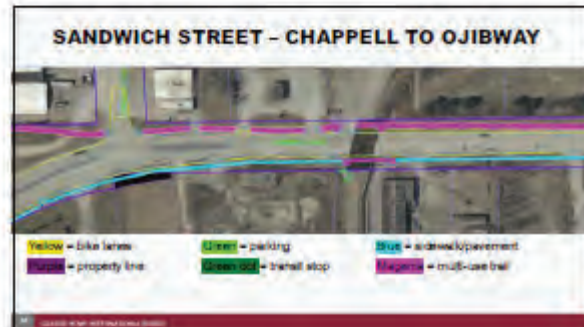 SANDWICH STREET – CHAPPELL TO OJIBWAY
Yellow = bike lanes
Green = parking
Blue = sidewalk/pavement
Purple = property line
Green dot = transit stop
Magenta = multi-use trail